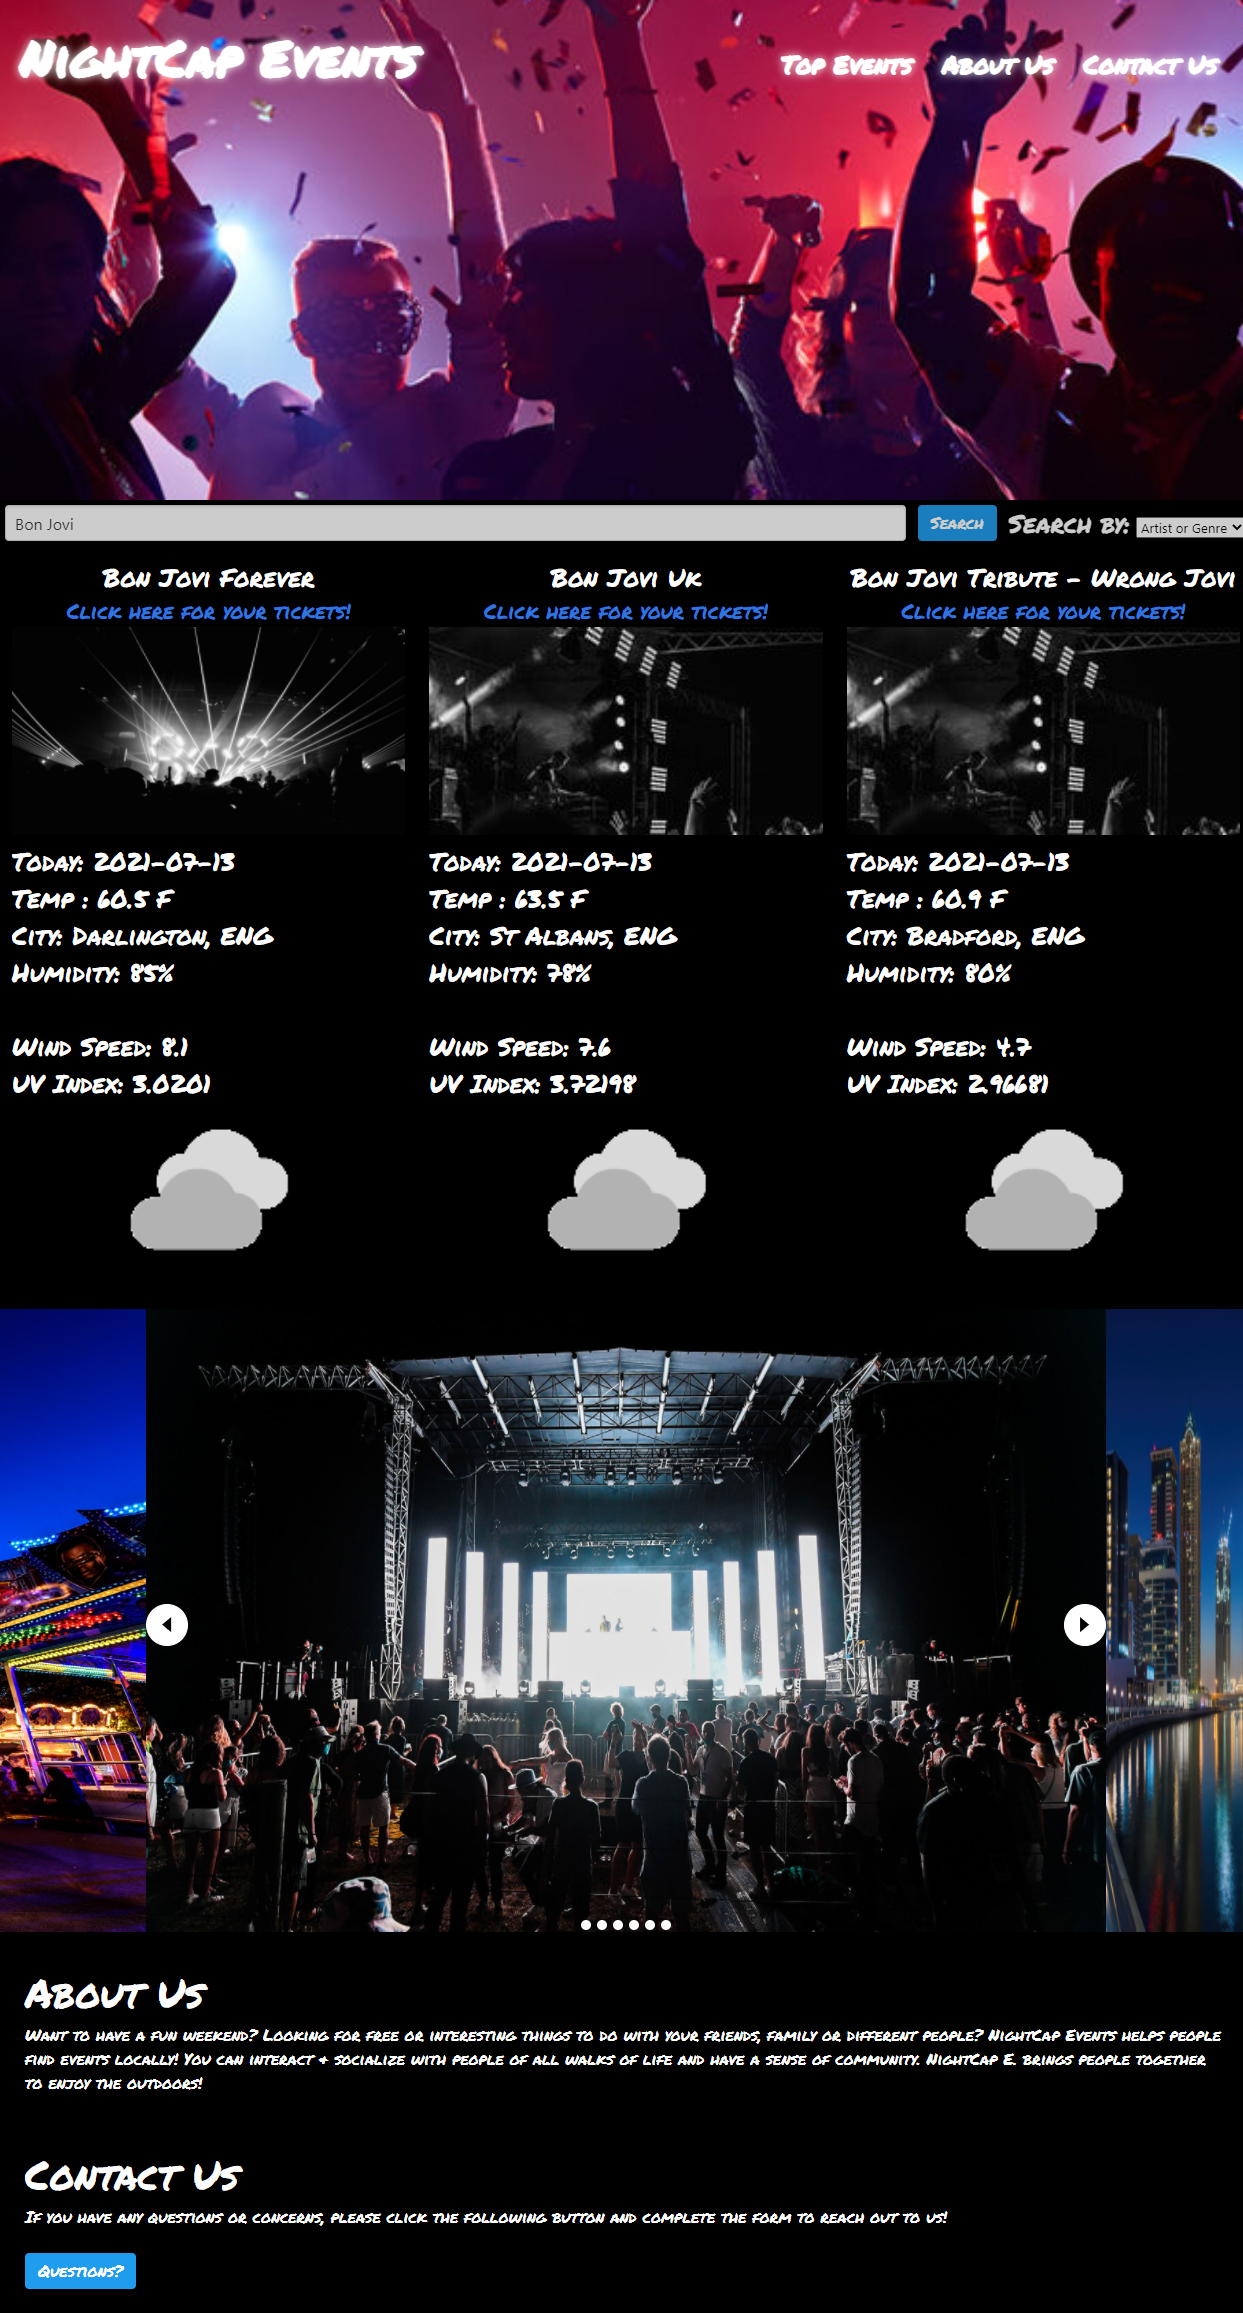 NightCap Events
Top Events About Us Contact Us
Bon Jovi Search Search by: Artist or Genre
Bon Jovi Forever
Click here for your tickets!
Today: 2021-07-13
Temp : 60.5 F
City: Darlington, ENG
Humidity: 85%
Wind Speed: 8.1
UV Index: 3.0201
Bon Jovi Uk
Click here for your tickets!
Today: 2021-07-13
Temp : 63.5 F
City: St Albans, ENG
Humidity: 78%
Wind Speed: 7.6
UV Index: 3.72198
Bon Jovi Tribute - Wrong Jovi
Click here for your tickets!
Today: 2021-07-13
Temp : 60.9 F
City: Bradford, ENG
Humidity: 80%
Wind Speed: 4.7
UV Index: 2.96681
About Us
Want to have a fun weekend? Looking for free or interesting things to do with your friends, family or different people? NightCap Events helps people
find events locally! You can interact & socialize with people of all walks of life and have a sense of community. NightCap E. brings people together
to enjoy the outdoors!
Contact Us
If you have any questions or concerns, please click the following button and complete the form to reach out to us!
Questions?